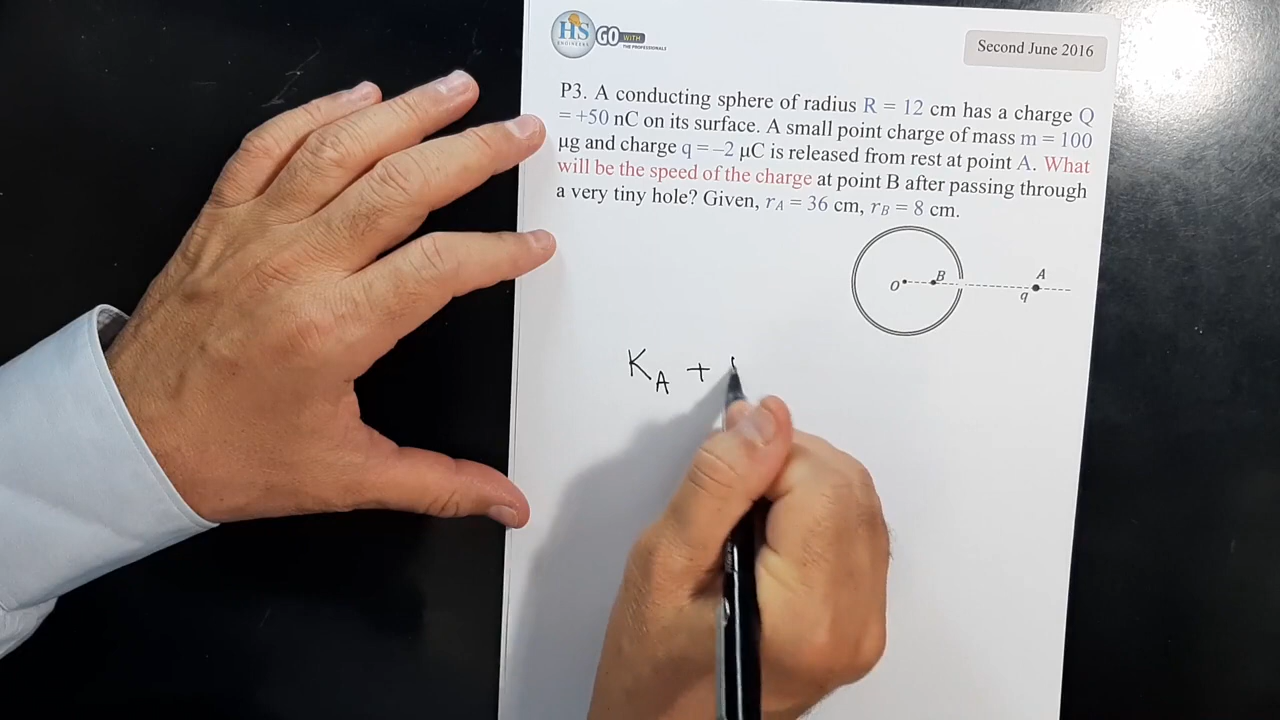 HS
ENGINEERS
GO WITH
THE PROFESSIONALS
Second June 2016
P3. A conducting sphere of radius R = 12 cm has a charge Q
= +50 nC on its surface. A small point charge of mass m = 100
μg and charge q = –2 μC is released from rest at point A. What
will be the speed of the charge at point B after passing through
a very tiny hole? Given, rA = 36 cm, rB = 8 cm.
O B A
q
KA +